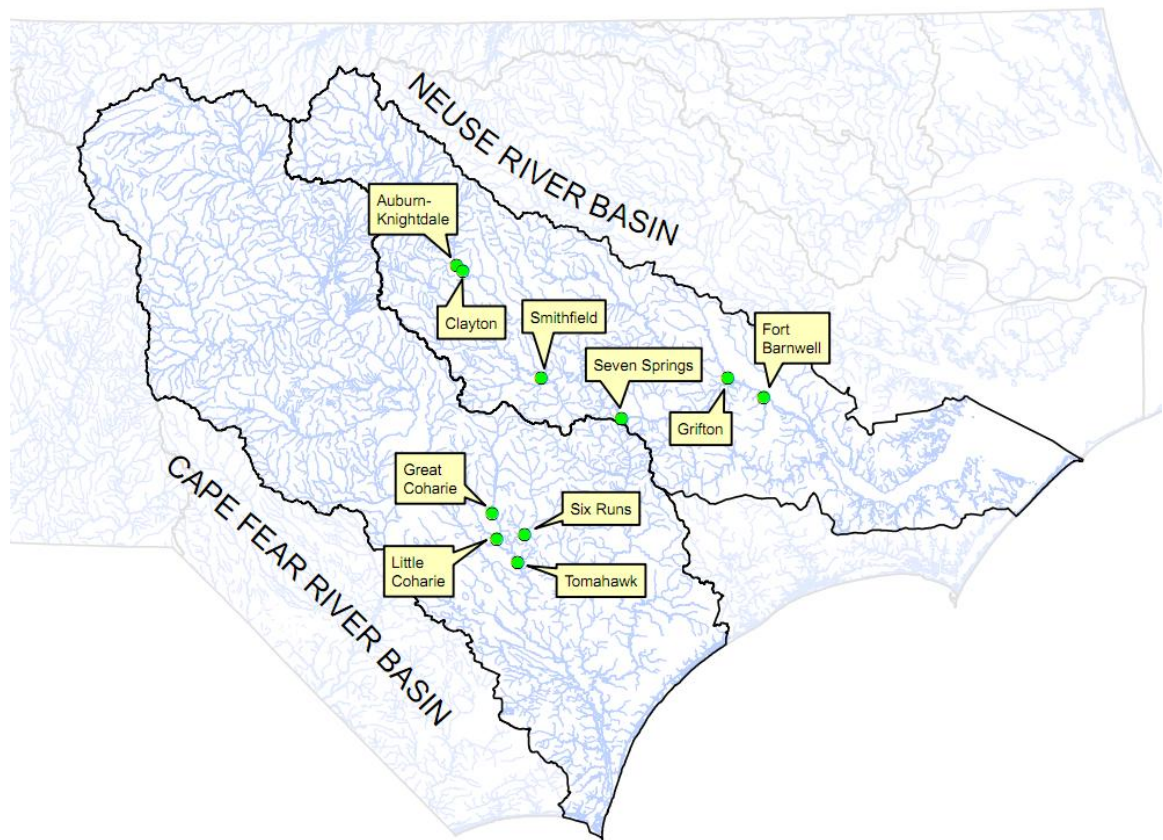 NEUSE RIVER BASIN
Auburn-
Knightdale
Clayton
Smithfield
Seven Springs
Fort
Barnwell
Grifton
Great
Coharie
Six Runs
Little
Coharie
Tomahawk
CAPE FEAR RIVER BASIN